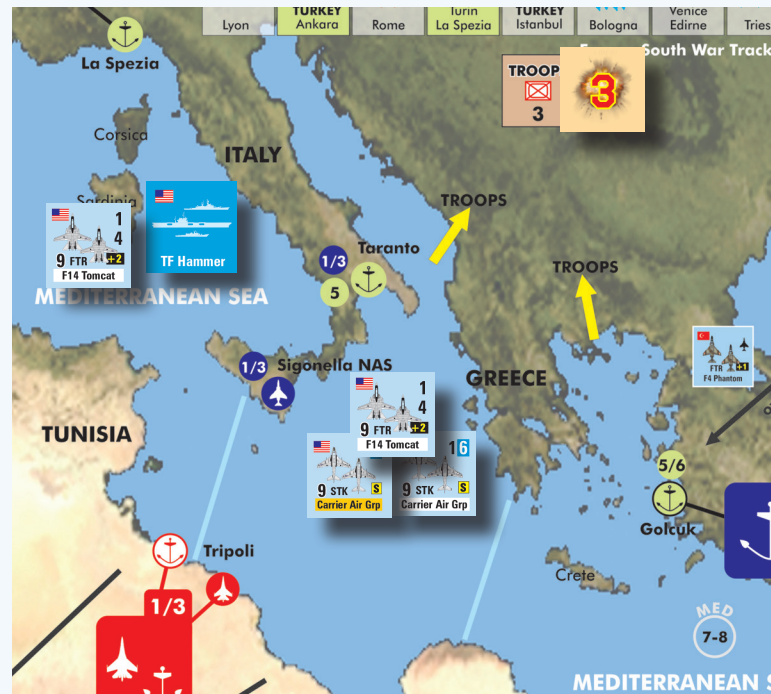 Lyon
TURKEY
Ankara
Rome
Turin
La Spezia
TURKEY
Istanbul
Bologna
Venice
Edirne
South War Track
La Spezia
TROOP
3
3
Corsica
ITALY
Sardinia
1
4
9 FTR +2
F14 Tomcat
TF Hammer
TROOPS
TROOPS
Taranto
1/3
5
MEDITERRANEAN SEA
1/3
Sigonella NAS
GREECE
FTR +1
F4 Phantom
TUNISIA
1
4
9 FTR +2
F14 Tomcat
9 STK S
Carrier Air Grp
1 6
9 STK S
Carrier Air Grp
5/6
Golcuk
Tripoli
1/3
Crete
MED
7-8
MEDITERRANEAN S